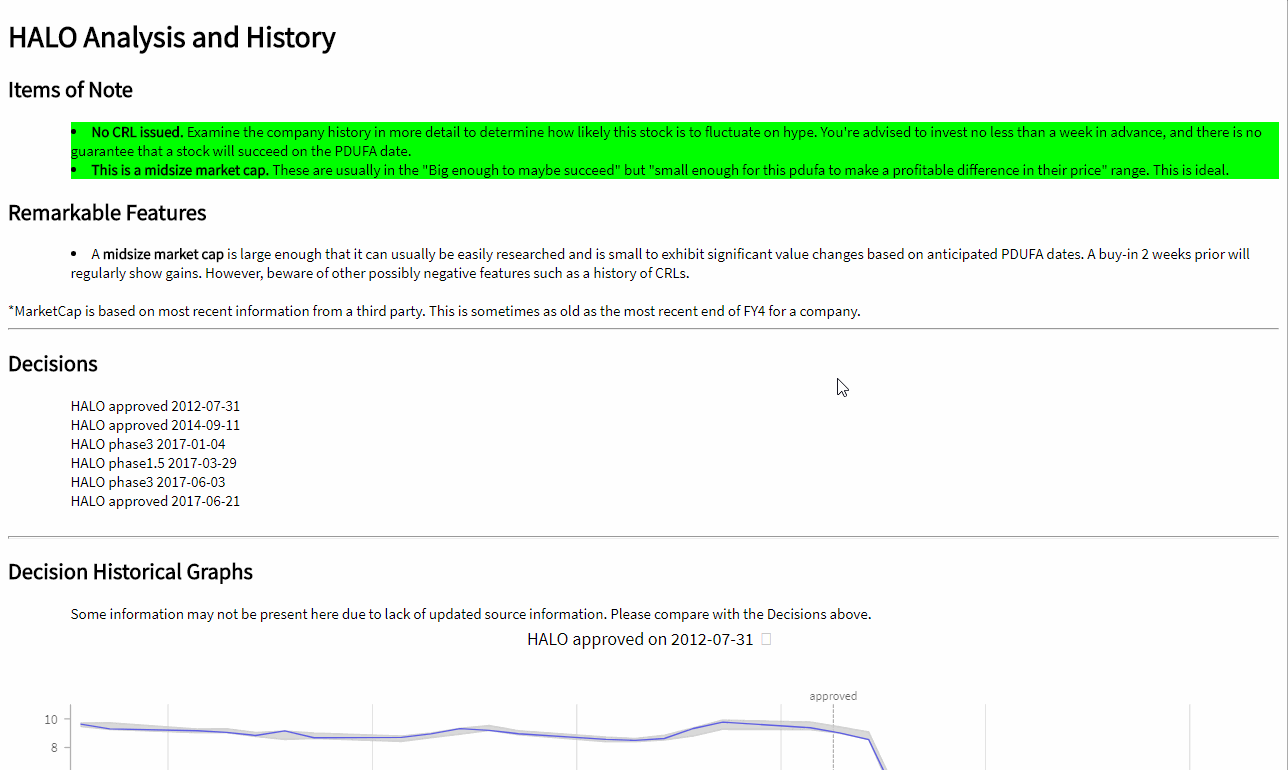 HALO Analysis and History
Items of Note
• No CRL issued. Examine the company history in more detail to determine how likely this stock is to fluctuate on hype. You're advised to invest no less than a week in advance, and there is no
guarantee that a stock will succeed on the PDUFA date.
• This is a midsize market cap. These are usually in the "Big enough to maybe succeed" but "small enough for this pdufa to make a profitable difference in their price" range. This is ideal.
Remarkable Features
• A midsize market cap is large enough that it can usually be easily researched and is small to exhibit significant value changes based on anticipated PDUFA dates. A buy-in 2 weeks prior will
regularly show gains. However, beware of other possibly negative features such as a history of CRLs.
*MarketCap is based on most recent information from a third party. This is sometimes as old as the most recent end of FY4 for a company.
Decisions
HALO approved 2012-07-31
HALO approved 2014-09-11
HALO phase3 2017-01-04
HALO phase1.5 2017-03-29
HALO phase3 2017-06-03
HALO approved 2017-06-21
Decision Historical Graphs
Some information may not be present here due to lack of updated source information. Please compare with the Decisions above.
HALO approved on 2012-07-31
approved
10
8